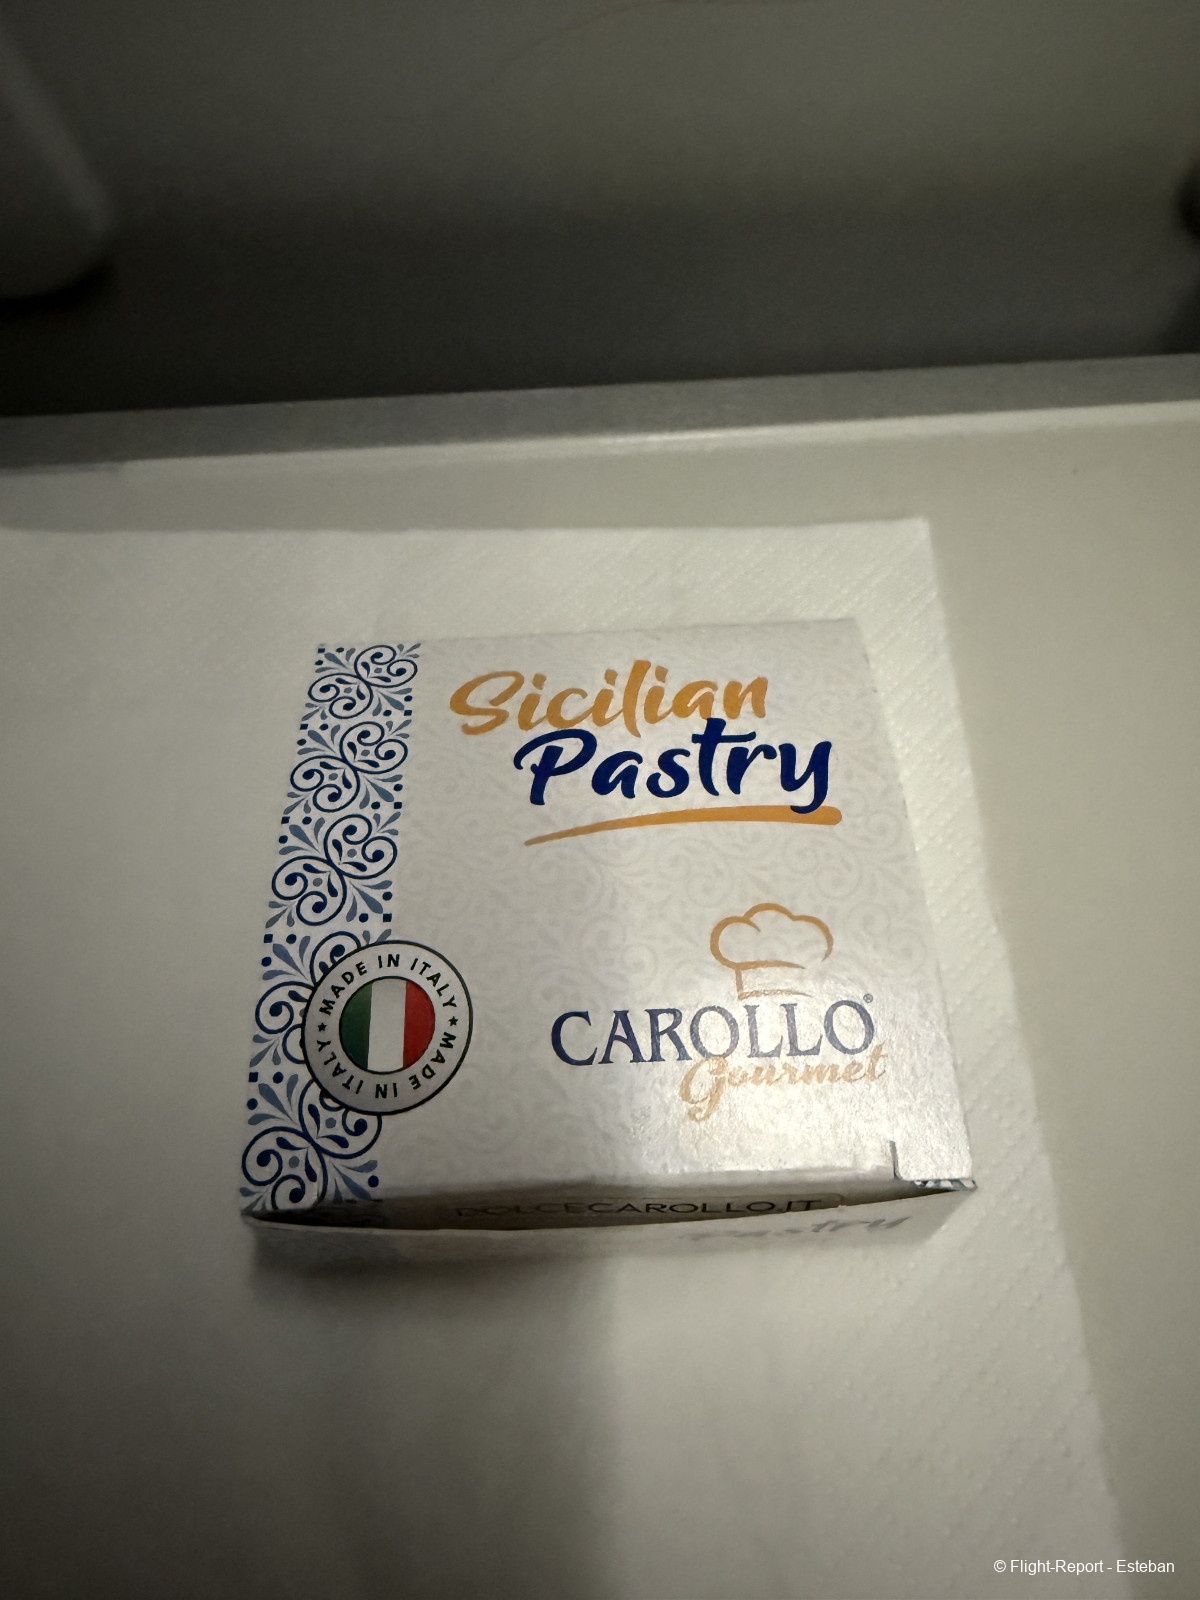 Sicilian
Pastry
CAROLLO®
Gourmet
★ MADE IN ITALY ★ MADE IN ITALY
DOLCECAROLLO.IT
Pastry
© Flight-Report - Esteban